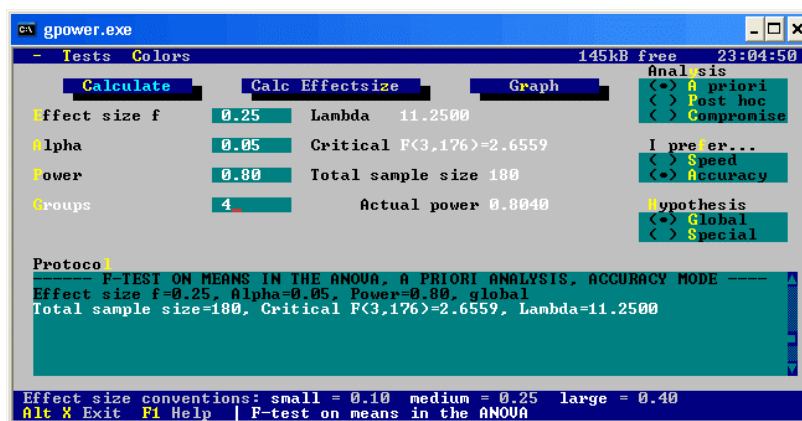 gpower.exe
- Tests Colors 145kB free 23:04:50
Analysis
Calculate Calc Effectsize Graph (•) A priori
( ) Post hoc
Effect size f 0.25 Lambda 11.2500 ( ) Compromise
Alpha 0.05 Critical F(3,176)=2.6559 I prefer...
( ) Speed
Power 0.80 Total sample size 180 (•) Accuracy
Groups 4_ Actual power 0.8040 Hypothesis
(•) Global
( ) Special
Protocol
------ F-TEST ON MEANS IN THE ANOVA, A PRIORI ANALYSIS, ACCURACY MODE ----
Effect size f=0.25, Alpha=0.05, Power=0.80, global
Total sample size=180, Critical F(3,176)=2.6559, Lambda=11.2500
Effect size conventions: small = 0.10 medium = 0.25 large = 0.40
Alt X Exit F1 Help | F-test on means in the ANOVA